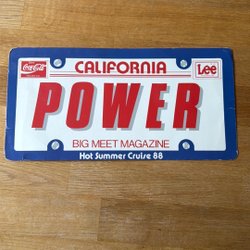 CALIFORNIA
Coca-Cola
Lee
POWER
BIG MEET MAGAZINE
Hot Summer Cruise 88